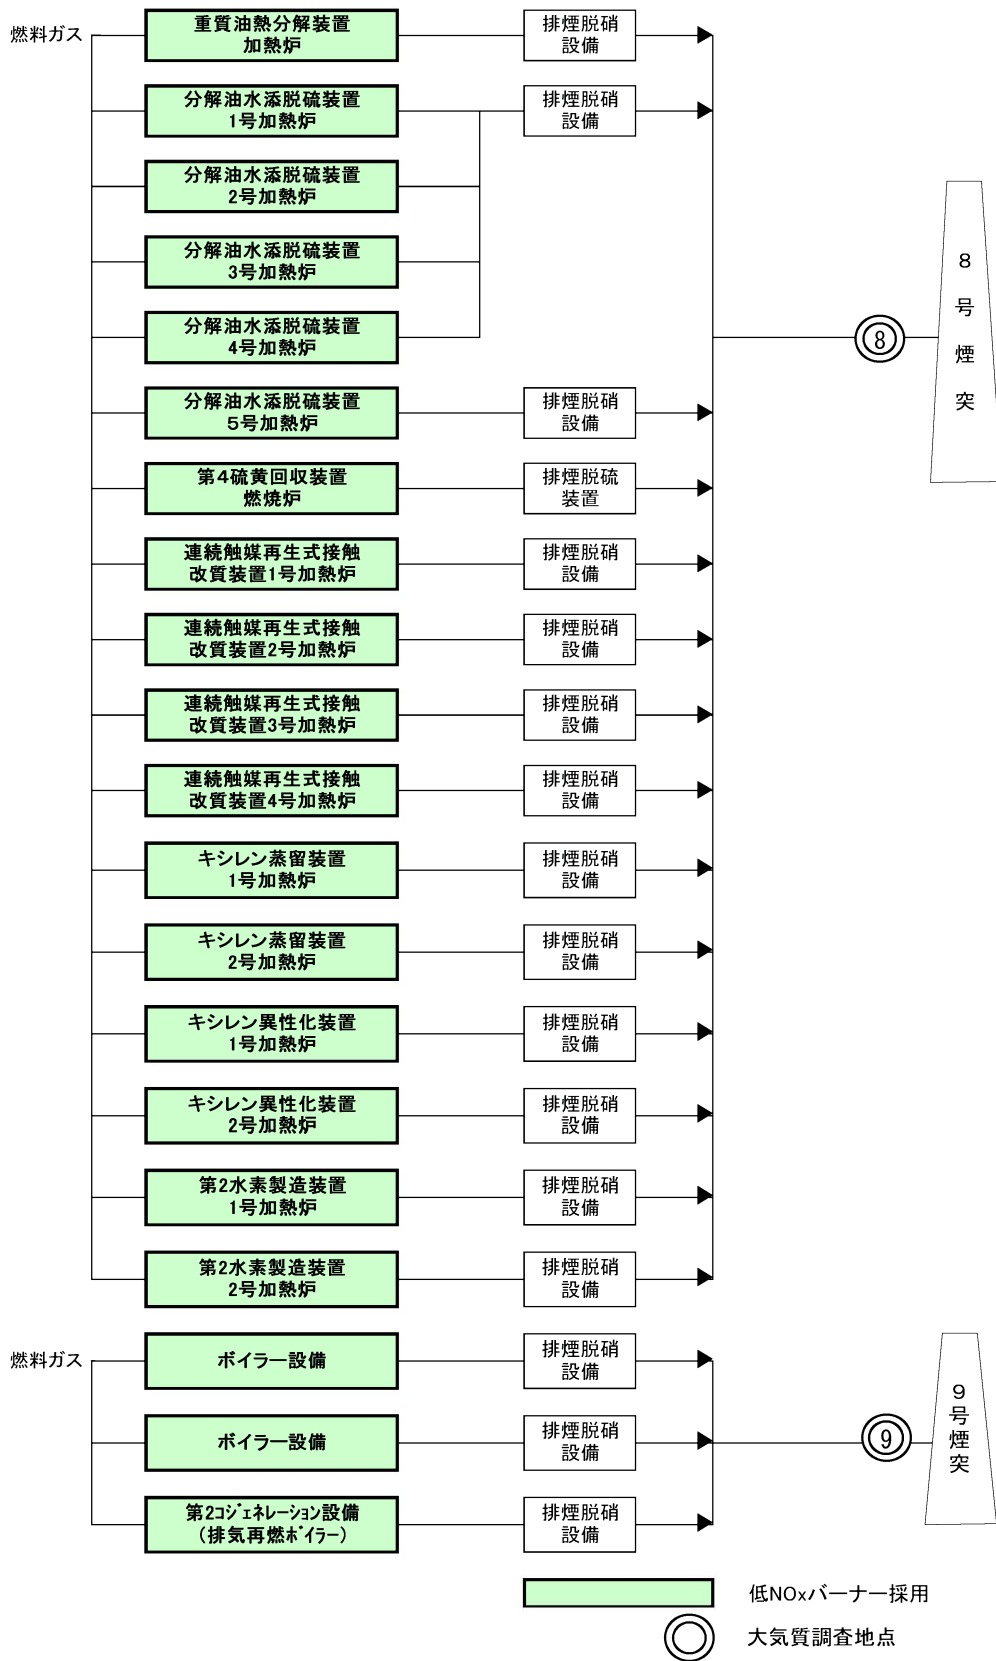 燃料ガス
重質油熱分解装置
加熱炉
排煙脱硝
設備
分解油水添脱硫装置
1号加熱炉
排煙脱硝
設備
分解油水添脱硫装置
2号加熱炉
分解油水添脱硫装置
3号加熱炉
分解油水添脱硫装置
4号加熱炉
分解油水添脱硫装置
5号加熱炉
排煙脱硝
設備
第4硫黄回収装置
燃焼炉
排煙脱硫
装置
連続触媒再生式接触
改質装置1号加熱炉
排煙脱硝
設備
連続触媒再生式接触
改質装置2号加熱炉
排煙脱硝
設備
連続触媒再生式接触
改質装置3号加熱炉
排煙脱硝
設備
連続触媒再生式接触
改質装置4号加熱炉
排煙脱硝
設備
キシレン蒸留装置
1号加熱炉
排煙脱硝
設備
キシレン蒸留装置
2号加熱炉
排煙脱硝
設備
キシレン異性化装置
1号加熱炉
排煙脱硝
設備
キシレン異性化装置
2号加熱炉
排煙脱硝
設備
第2水素製造装置
1号加熱炉
排煙脱硝
設備
第2水素製造装置
2号加熱炉
排煙脱硝
設備
⑧
8号煙突
燃料ガス
ボイラー設備
排煙脱硝
設備
ボイラー設備
排煙脱硝
設備
第2ｺｼﾞｪﾈﾚｰｼｮﾝ設備
（排気再燃ﾎﾞｲﾗｰ）
排煙脱硝
設備
⑨
9号煙突
低NOxバーナー採用
大気質調査地点